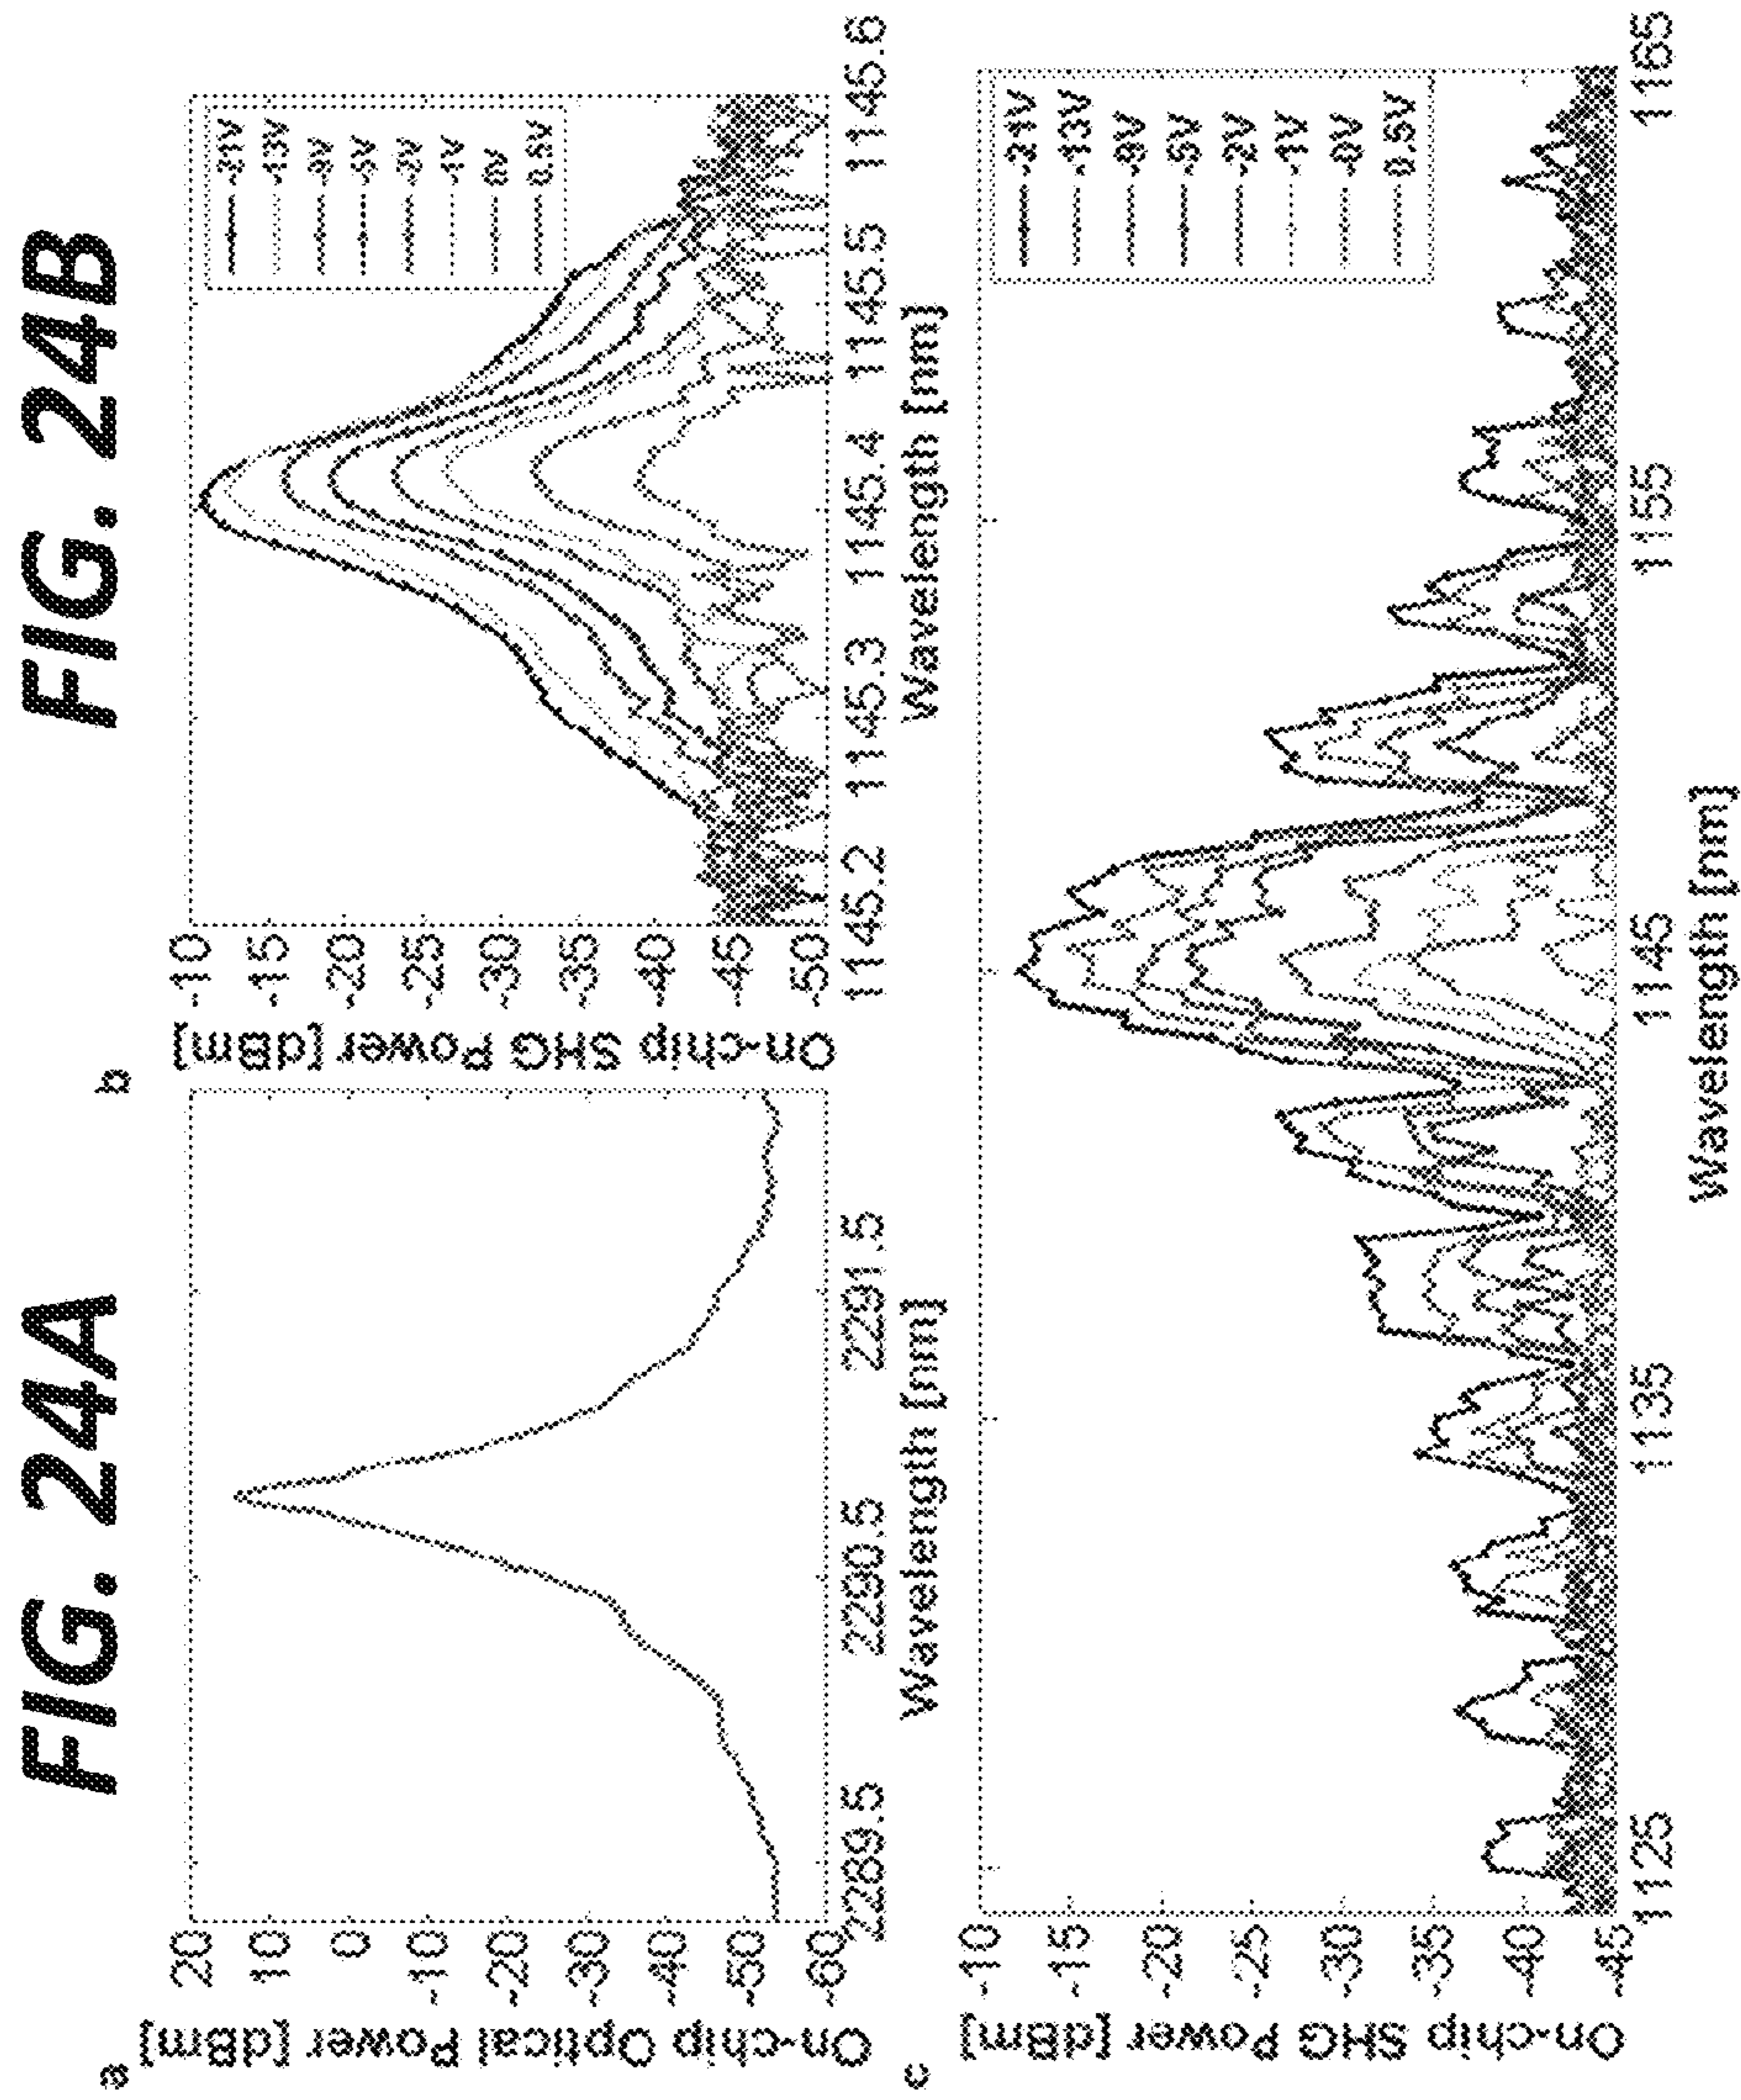 FIG. 24A
a
On-chip Optical Power [dBm]
20
10
0
-10
-20
-30
-40
-50
-60
2289.5
2290.5
2291.5
Wavelength [nm]
FIG. 24B
b
On-chip SHG Power [dBm]
-10
-15
-20
-25
-30
-35
-40
-45
-50
1145.2
1145.3
1145.4
1145.5
1145.6
Wavelength [nm]
-21V
-13V
-9V
-5V
-1V
0V
0.5V
c
On-chip SHG Power [dBm]
-10
-15
-20
-25
-30
-35
-40
-45
1125
1135
1145
1155
1165
Wavelength [nm]
-21V
-13V
-9V
-5V
-2V
-1V
-0V
0.5V